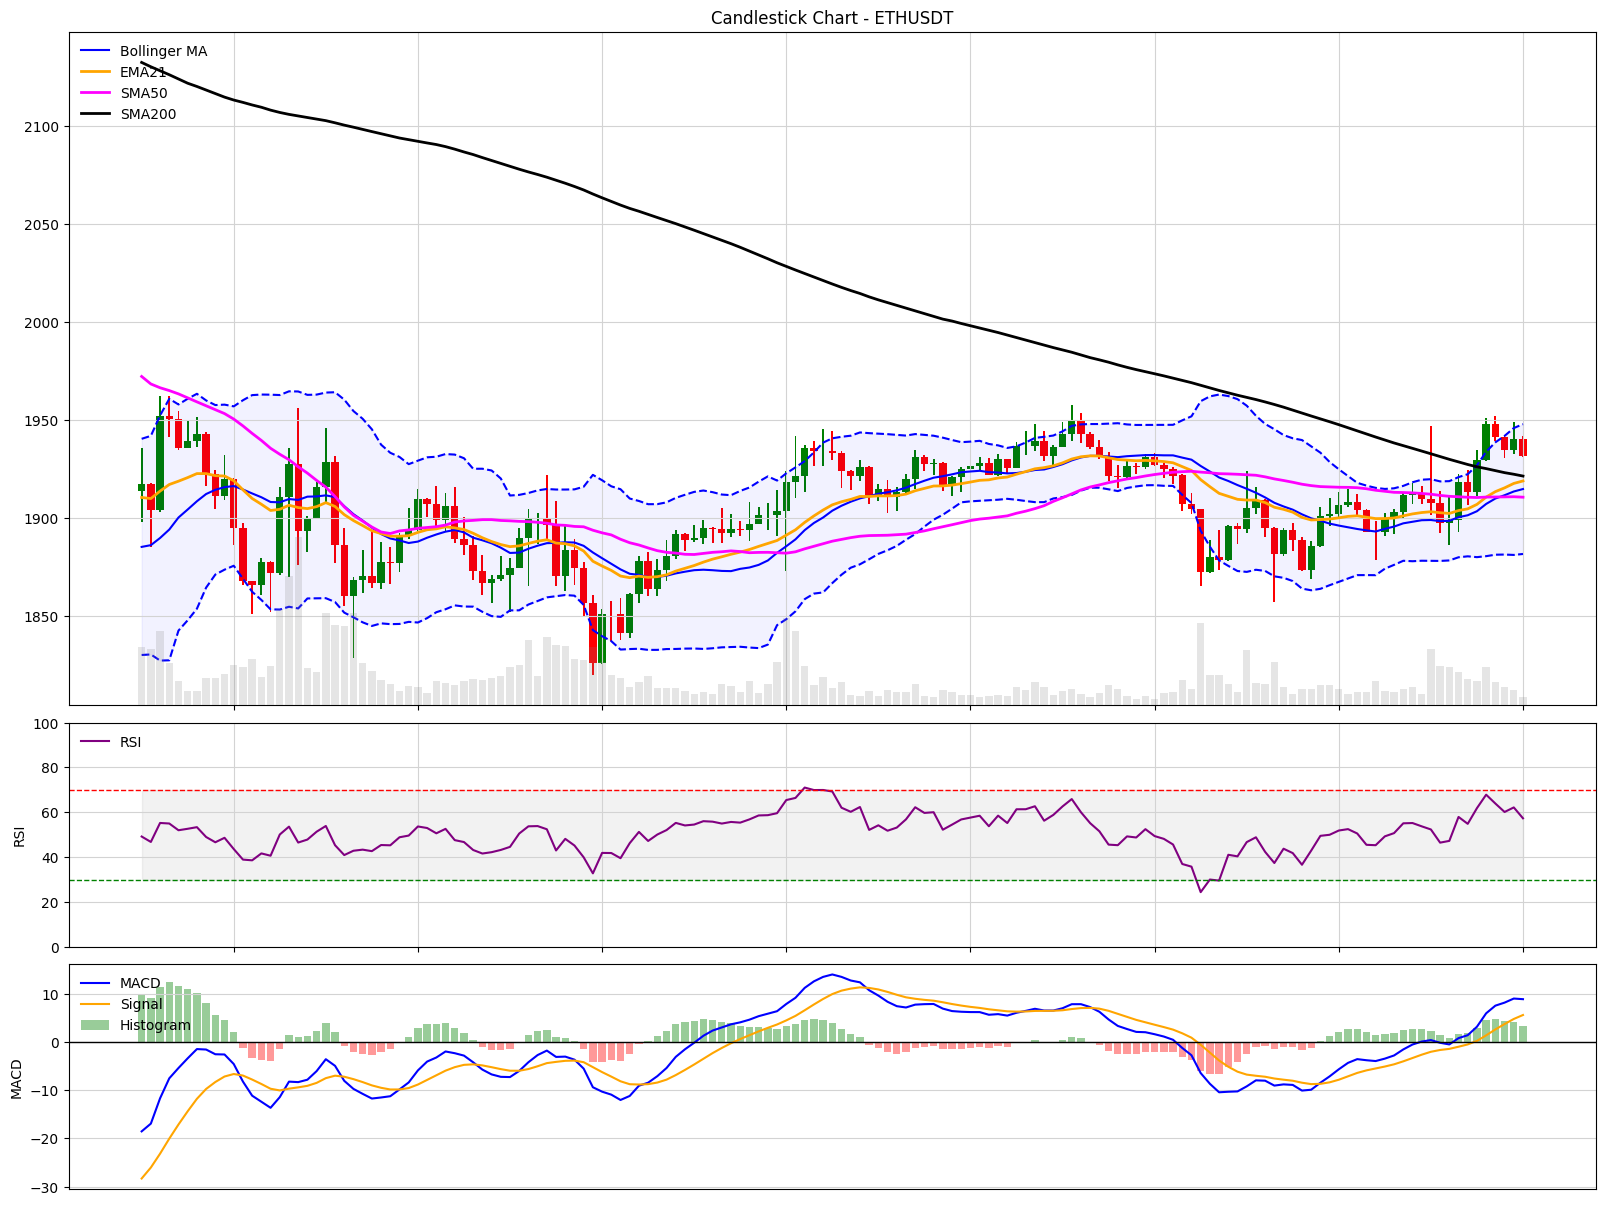 Candlestick Chart - ETHUSDT
Bollinger MA
EMA21
SMA50
SMA200
2100
2050
2000
1950
1900
1850
RSI
100
80
60
40
20
0
RSI
MACD
Signal
Histogram
10
0
−10
−20
−30
MACD